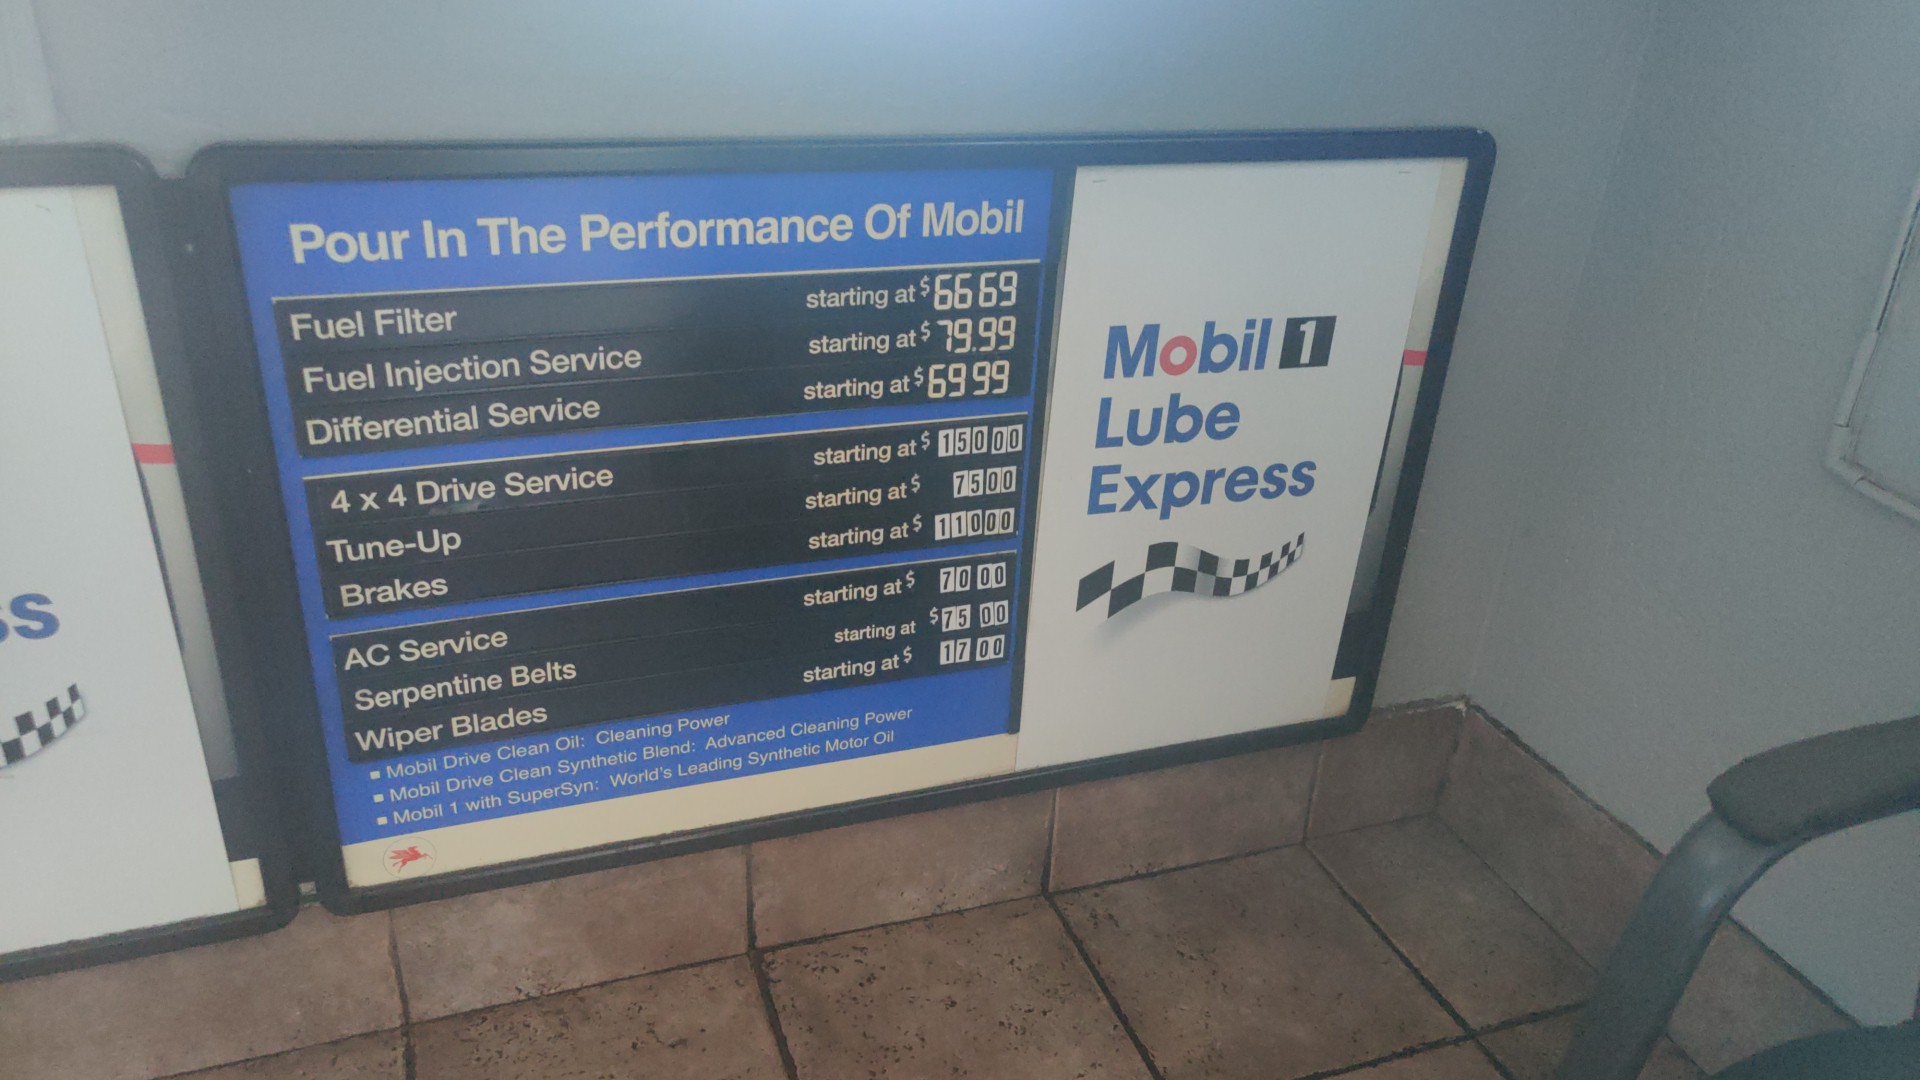 Pour In The Performance Of Mobil
Fuel Filter starting at $66 69
Fuel Injection Service starting at $79.99
Differential Service starting at $69 99
4 x 4 Drive Service starting at $150 00
Tune-Up starting at $75 00
Brakes starting at $110 00
AC Service starting at $70 00
Serpentine Belts starting at $75 00
Wiper Blades starting at $17 00
▪ Mobil Drive Clean Oil: Cleaning Power
▪ Mobil Drive Clean Synthetic Blend: Advanced Cleaning Power
▪ Mobil 1 with SuperSyn: World's Leading Synthetic Motor Oil
Mobil 1
Lube
Express
ss